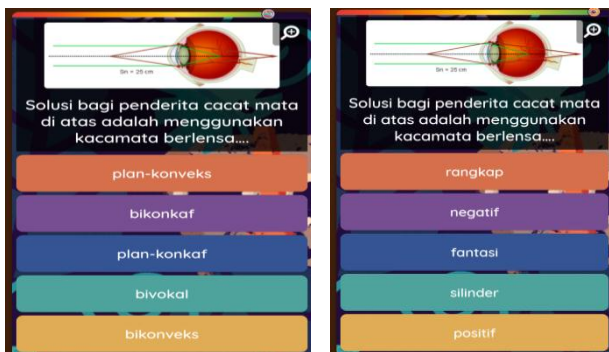 Sn = 25 cm
Solusi bagi penderita cacat mata
di atas adalah menggunakan
kacamata berlensa....
plan-konveks
bikonkaf
plan-konkaf
bivokal
bikonveks
Sn = 25 cm
Solusi bagi penderita cacat mata
di atas adalah menggunakan
kacamata berlensa....
rangkap
negatif
fantasi
silinder
positif